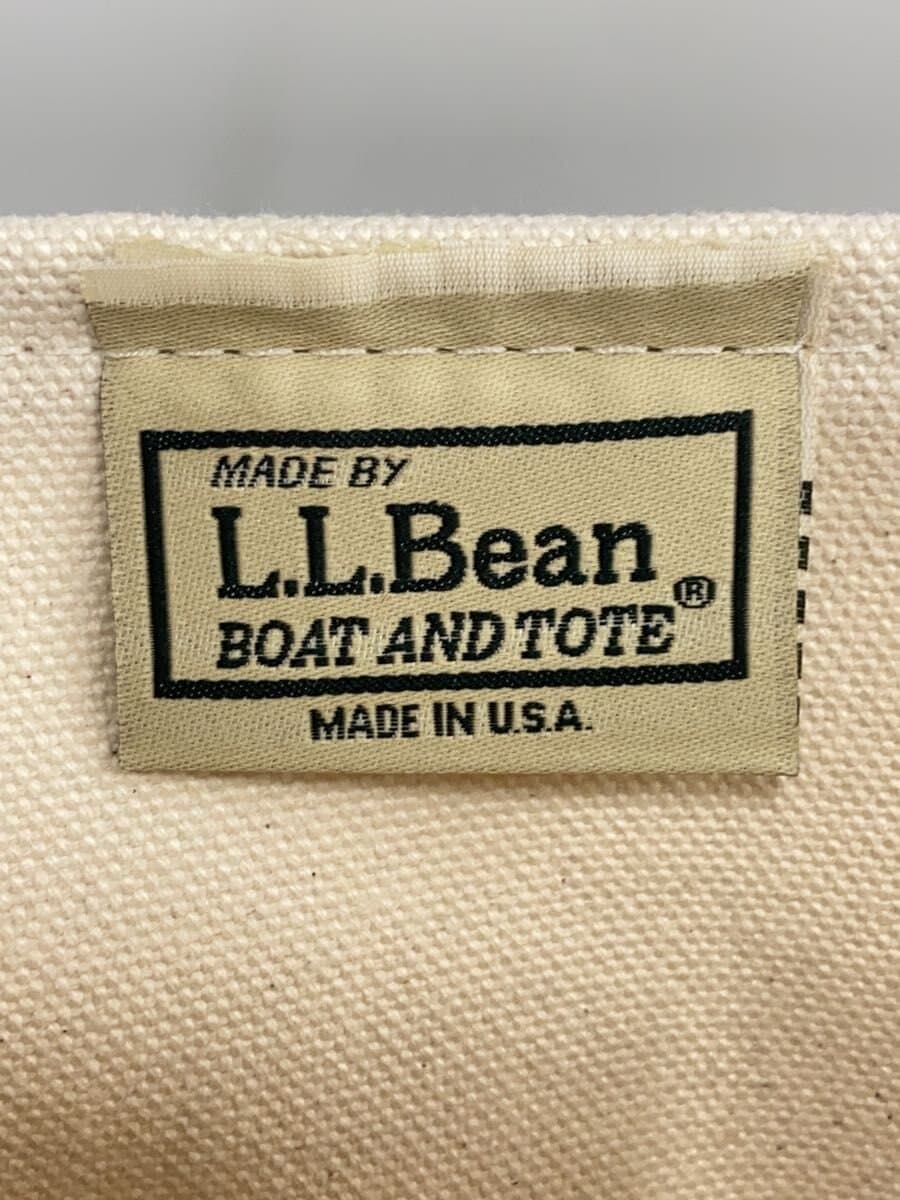 MADE BY
L.L.Bean
BOAT AND TOTE®
MADE IN U.S.A.